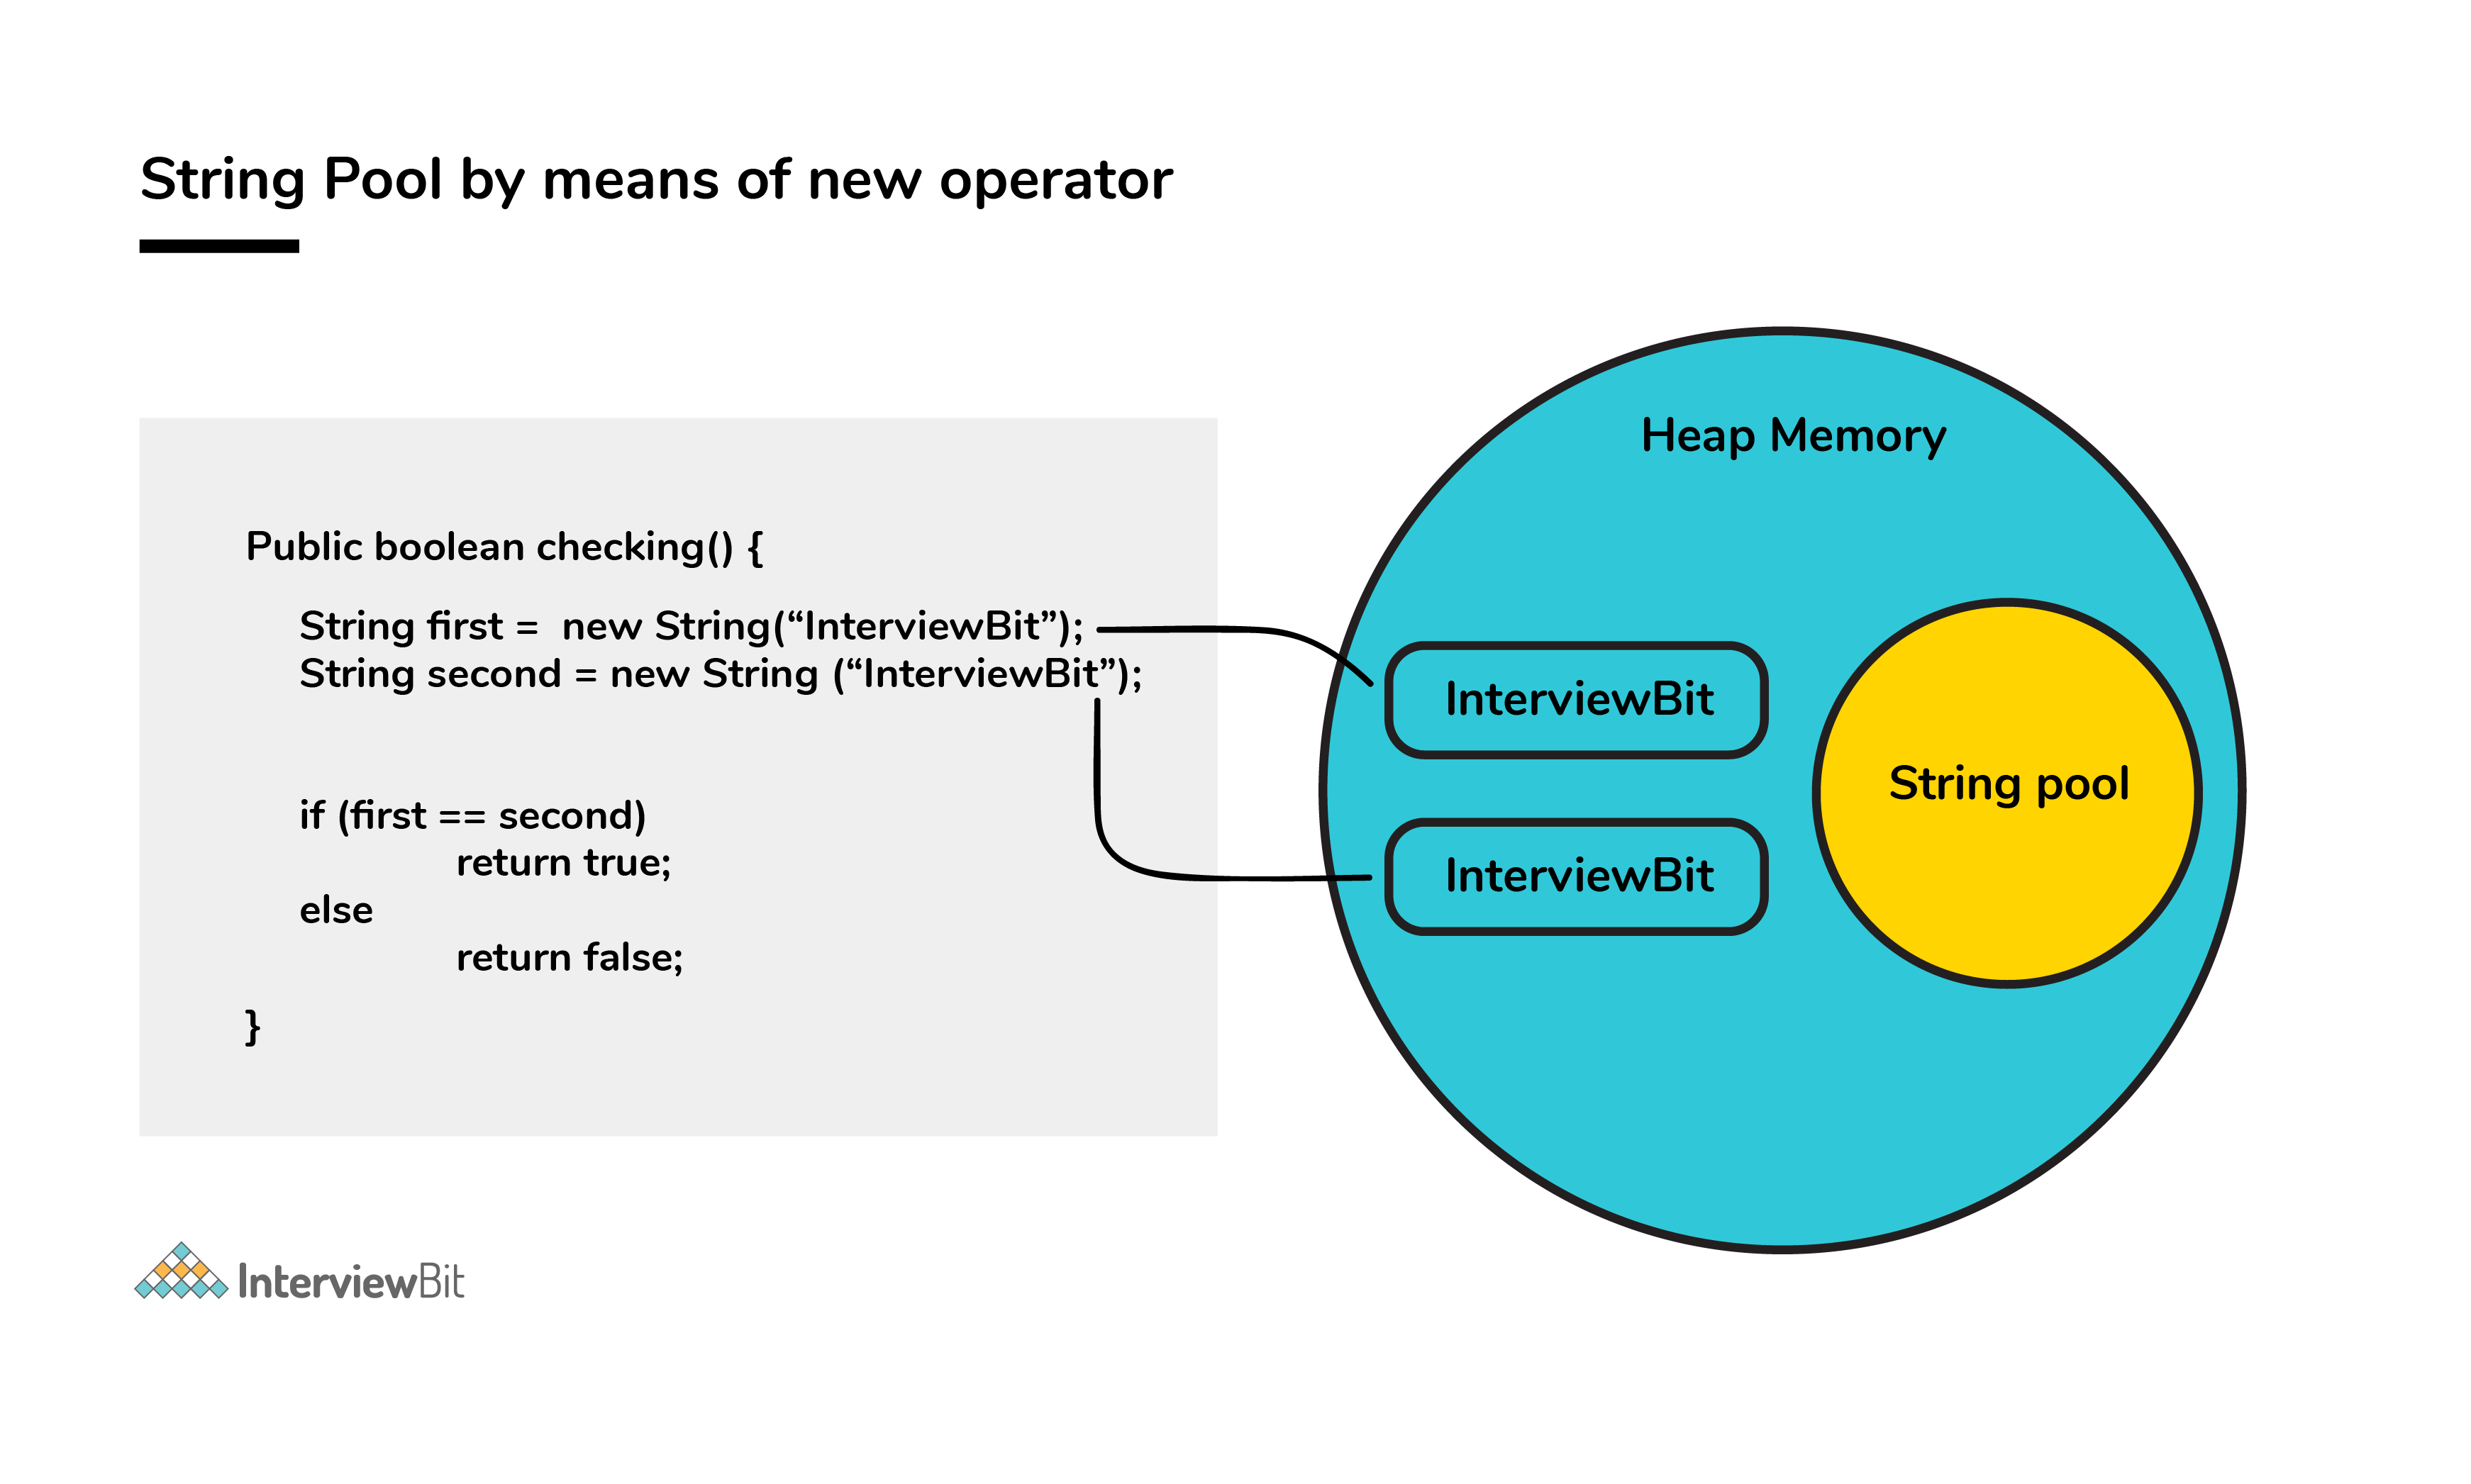 String Pool by means of new operator
Public boolean checking() {
String first =  new String(“InterviewBit”);
String second = new String (“InterviewBit”);
if (first == second)
return true;
else
return false;
}
Heap Memory
InterviewBit
InterviewBit
String pool
InterviewBit